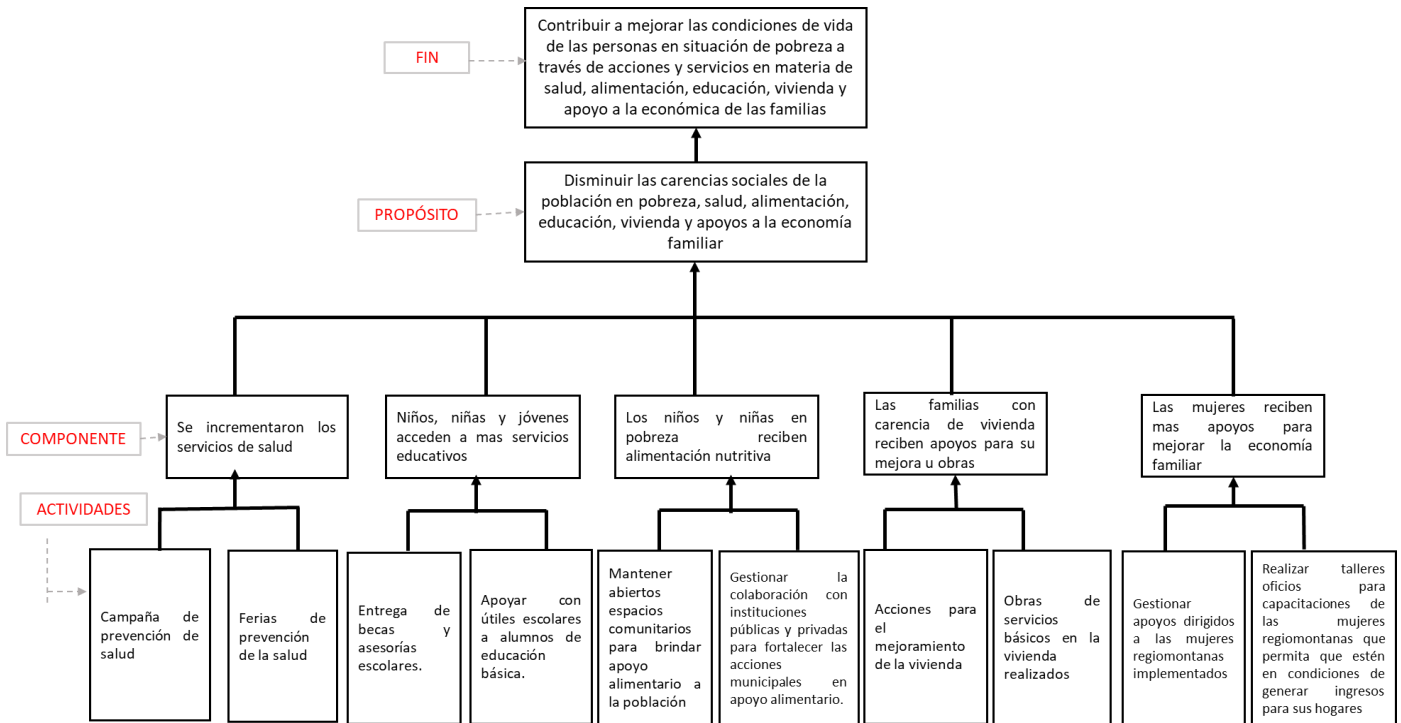 FIN
Contribuir a mejorar las condiciones de vida
de las personas en situación de pobreza a
través de acciones y servicios en materia de
salud, alimentación, educación, vivienda y
apoyo a la económica de las familias
PROPÓSITO
Disminuir las carencias sociales de la
población en pobreza, salud, alimentación,
educación, vivienda y apoyos a la economía
familiar
COMPONENTE
Se incrementaron los
servicios de salud
Niños, niñas y jóvenes
acceden a mas servicios
educativos
Los niños y niñas en
pobreza reciben
alimentación nutritiva
Las familias con
carencia de vivienda
reciben apoyos para su
mejora u obras
Las mujeres reciben
mas apoyos para
mejorar la economía
familiar
ACTIVIDADES
Campaña de
prevención de
salud
Ferias de
prevención
de la salud
Entrega de
becas y
asesorías
escolares.
Apoyar con
útiles escolares
a alumnos de
educación
básica.
Mantener
abiertos
espacios
comunitarios
para brindar
apoyo
alimentario a
la población
Gestionar la
colaboración con
instituciones
públicas y privadas
para fortalecer las
acciones
municipales en
apoyo alimentario.
Acciones para
el
mejoramiento
de la vivienda
Obras de
servicios
básicos en la
vivienda
realizados
Gestionar
apoyos dirigidos
a las mujeres
regiomontanas
implementados
Realizar talleres
oficios para
capacitaciones de
las mujeres
regiomontanas que
permita que estén
en condiciones de
generar ingresos
para sus hogares